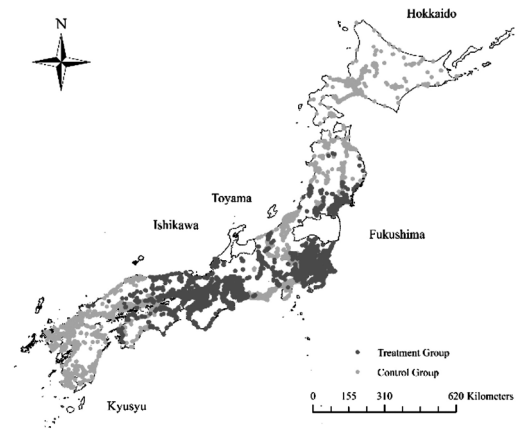 Hokkaido
N
Toyama
Ishikawa
Fukushima
Treatment Group
Control Group
0 155 310 620 Kilometers
Kyusyu